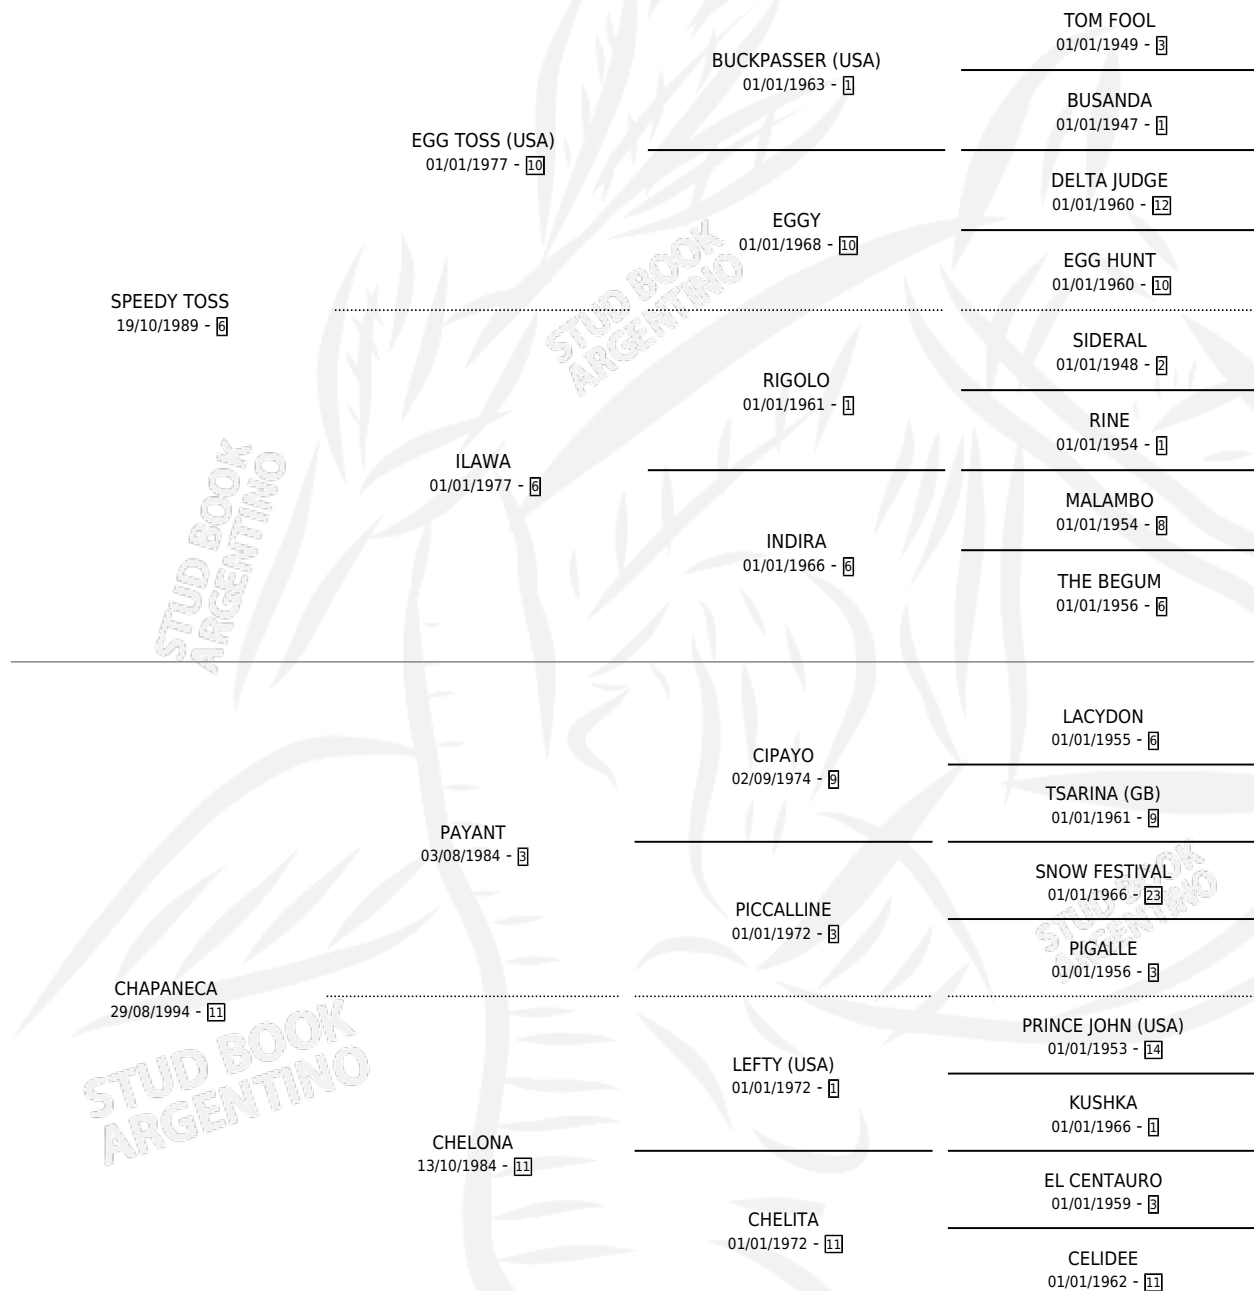 TOM FOOL
01/01/1949 - 3
BUCKPASSER (USA)
01/01/1963 - 1
BUSANDA
01/01/1947 - 1
EGG TOSS (USA)
01/01/1977 - 10
DELTA JUDGE
01/01/1960 - 12
EGGY
01/01/1968 - 10
EGG HUNT
01/01/1960 - 10
SPEEDY TOSS
19/10/1989 - 6
SIDERAL
01/01/1948 - 2
RIGOLO
01/01/1961 - 1
RINE
01/01/1954 - 1
ILAWA
01/01/1977 - 6
MALAMBO
01/01/1954 - 8
INDIRA
01/01/1966 - 6
THE BEGUM
01/01/1956 - 6
LACYDON
01/01/1955 - 6
CIPAYO
02/09/1974 - 9
TSARINA (GB)
01/01/1961 - 9
PAYANT
03/08/1984 - 3
SNOW FESTIVAL
01/01/1966 - 23
PICCALLINE
01/01/1972 - 3
PIGALLE
01/01/1956 - 3
CHAPANECA
29/08/1994 - 11
PRINCE JOHN (USA)
01/01/1953 - 14
LEFTY (USA)
01/01/1972 - 1
KUSHKA
01/01/1966 - 1
CHELONA
13/10/1984 - 11
EL CENTAURO
01/01/1959 - 3
CHELITA
01/01/1972 - 11
CELIDEE
01/01/1962 - 11
STUD BOOK
ARGENTINO
STUD BOOK
ARGENTINO
STUD BOOK
ARGENTINO
STUD BOOK
ARGENTINO